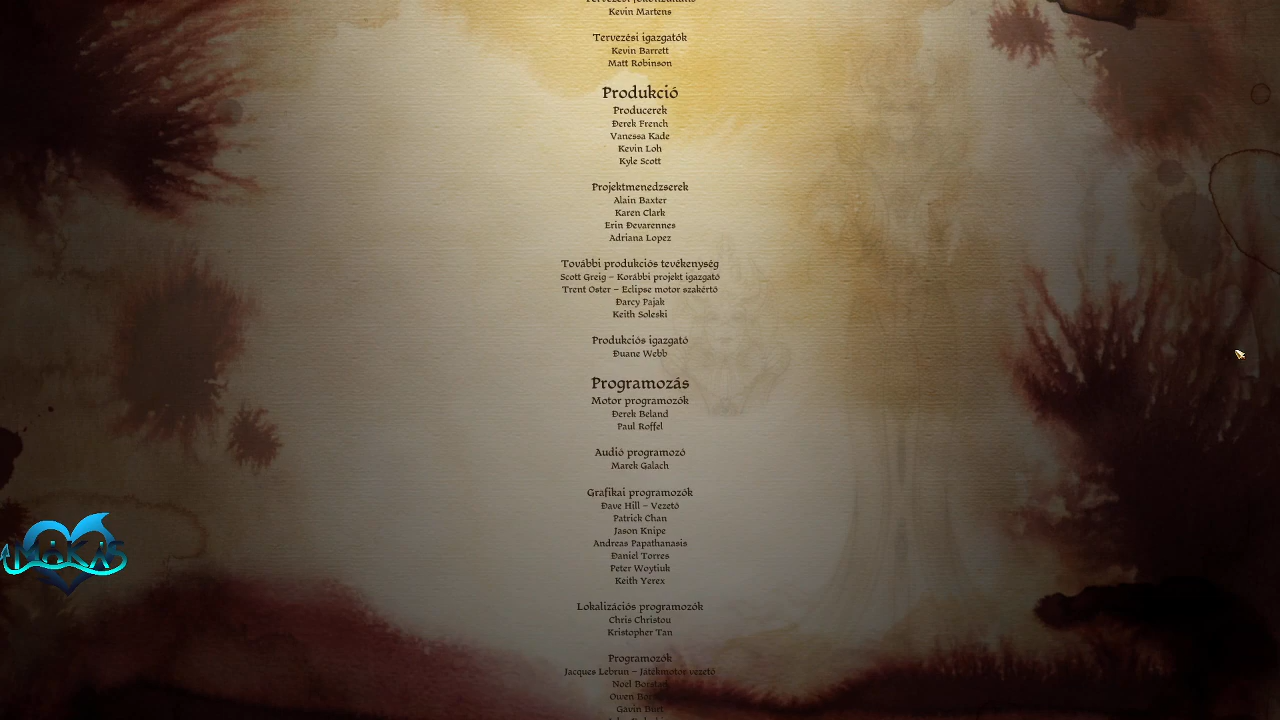 Kevin Martens
Tervezési igazgatók
Kevin Barrett
Matt Robinson
Produkció
Producerek
Derek French
Vanessa Kade
Kevin Loh
Kyle Scott
Projektmenedzserek
Alain Baxter
Karen Clark
Erin Devarennes
Adriana Lopez
További produkciós tevékenység
Scott Greig – Korábbi projekt igazgató
Trent Oster – Eclipse motor szakértő
Darcy Pajak
Keith Soleski
Produkciós igazgató
Duane Webb
Programozás
Motor programozók
Derek Beland
Paul Roffel
Audió programozó
Marek Galach
Grafikai programozók
Dave Hill – Vezető
Patrick Chan
Jason Knipe
Andreas Papathanasis
Daniel Torres
Peter Woytiuk
Keith Yerex
Lokalizációs programozók
Chris Christou
Kristopher Tan
Programozók
Jacques Lebrun – Játékmotor vezető
Noel
Owen
Gavin Burt
MAKAS